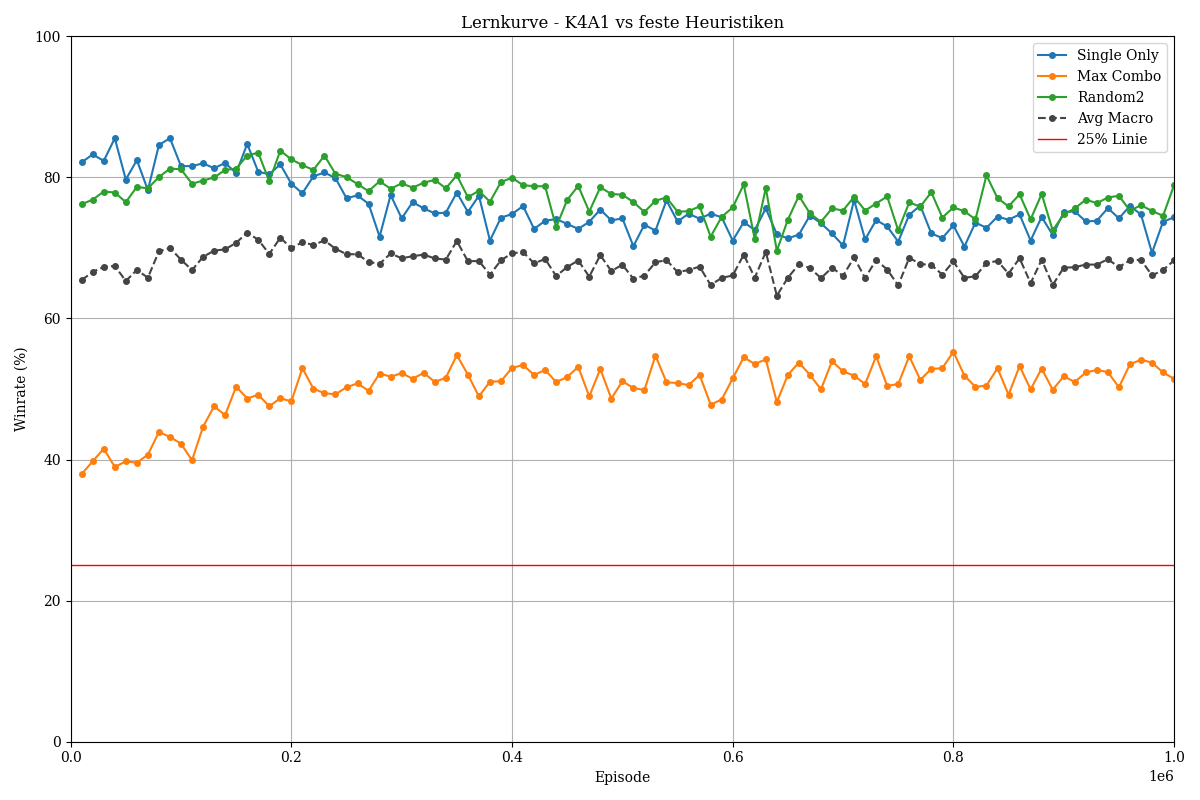 Lernkurve - K4A1 vs feste Heuristiken
100
80
60
40
20
0
Winrate (%)
Single Only
Max Combo
Random2
Avg Macro
25% Linie
0.0 0.2 0.4 0.6 0.8 1.0
1e6
Episode